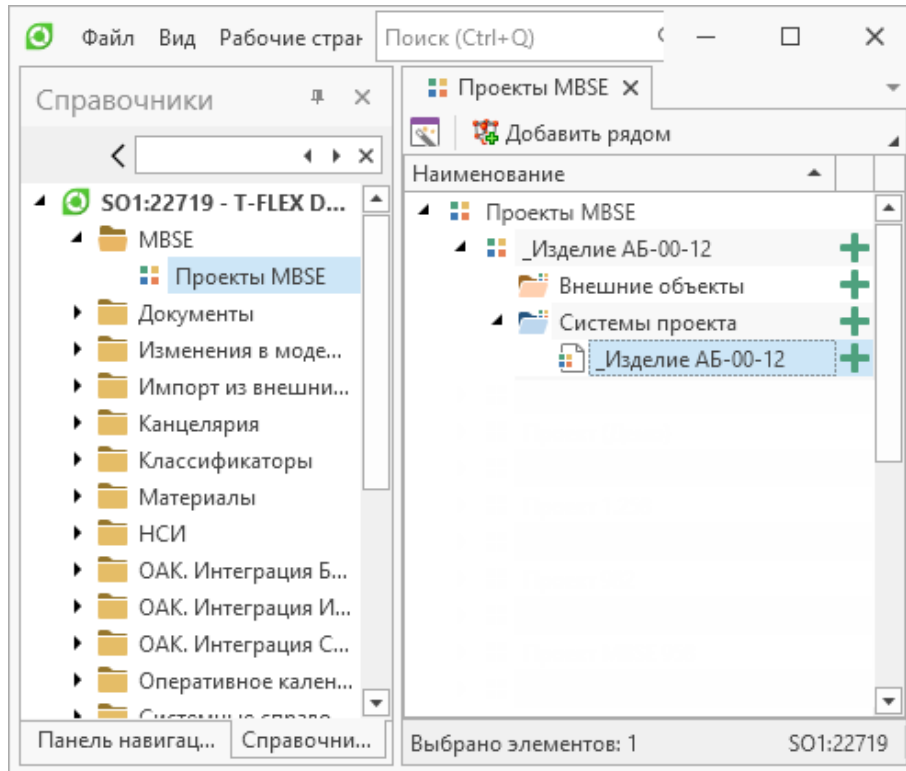 Файл Вид Рабочие стран Поиск (Ctrl+Q)
Справочники
SO1:22719 - T-FLEX D...
MBSE
Проекты MBSE
Документы
Изменения в моде...
Импорт из внешни...
Канцелярия
Классификаторы
Материалы
НСИ
ОАК. Интеграция Б...
ОАК. Интеграция И...
ОАК. Интеграция С...
Оперативное кален...
Панель навигац... Справочни...
Проекты MBSE
Добавить рядом
Наименование
Проекты MBSE
_Изделие АБ-00-12
Внешние объекты
Системы проекта
_Изделие АБ-00-12
Выбрано элементов: 1 SO1:22719